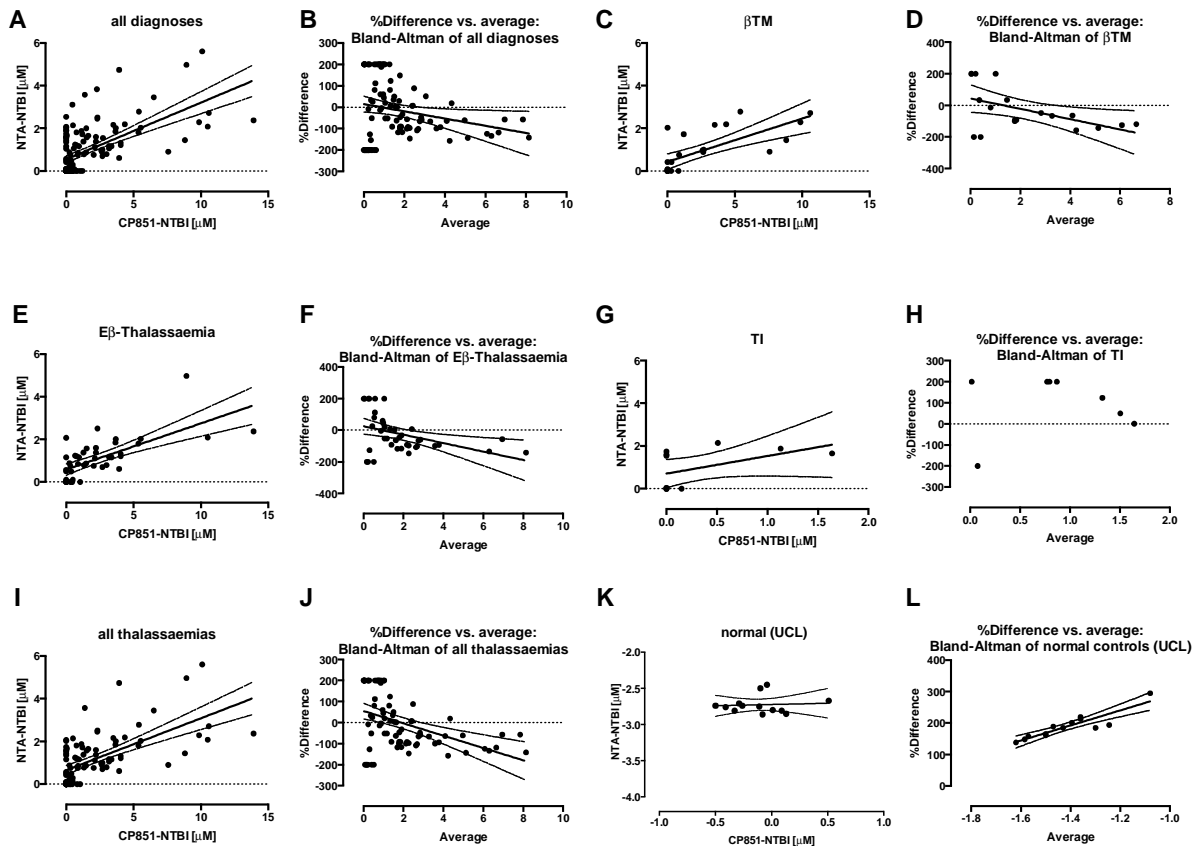 A
all diagnoses
6
4
2
0
NTA-NTBI [μM]
0 5 10 15
CP851-NTBI [μM]
B
%Difference vs. average:
Bland-Altman of all diagnoses
300
200
100
0
-100
-200
-300
%Difference
0 2 4 6 8 10
Average
C
βTM
6
4
2
0
NTA-NTBI [μM]
0 5 10 15
CP851-NTBI [μM]
D
%Difference vs. average:
Bland-Altman of βTM
400
200
0
-200
-400
%Difference
0 2 4 6 8
Average
E
Eβ-Thalassaemia
6
4
2
0
NTA-NTBI [μM]
0 5 10 15
CP851-NTBI [μM]
F
%Difference vs. average:
Bland-Altman of Eβ-Thalassaemia
400
200
0
-200
400
%Difference
0 2 4 6 8 10
Average
G
TI
6
4
2
0
NTA-NTBI [μM]
0.0 0.5 1.0 1.5 2.0
CP851-NTBI [μM]
H
%Difference vs. average:
Bland-Altman of TI
300
200
100
0
-100
-200
-300
%Difference
0.0 0.5 1.0 1.5 2.0
Average
I
all thalassaemias
6
4
2
0
NTA-NTBI [μM]
0 5 10 15
CP851-NTBI [μM]
J
%Difference vs. average:
Bland-Altman of all thalassaemias
300
200
100
0
-100
-200
-300
%Difference
0 2 4 6 8 10
Average
K
normal (UCL)
-2.0
-2.5
-3.0
-3.5
-4.0
NTA-NTBI [μM]
-1.0 -0.5 0.0 0.5 1.0
CP851-NTBI [μM]
L
%Difference vs. average:
Bland-Altman of normal controls (UCL)
400
300
200
100
0
%Difference
-1.8 -1.6 -1.4 -1.2 -1.0
Average